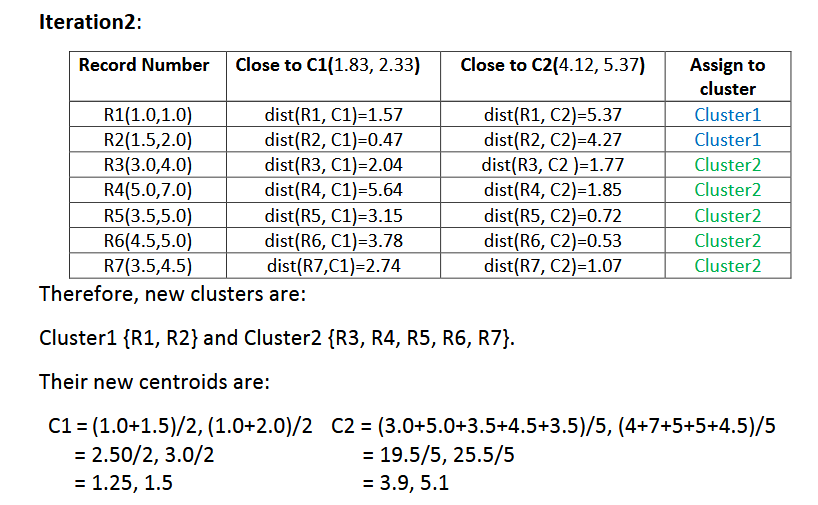 Iteration2:
Record Number Close to C1(1.83, 2.33) Close to C2(4.12, 5.37) Assign to cluster
R1(1.0,1.0) dist(R1, C1)=1.57 dist(R1, C2)=5.37 Cluster1
R2(1.5,2.0) dist(R2, C1)=0.47 dist(R2, C2)=4.27 Cluster1
R3(3.0,4.0) dist(R3, C1)=2.04 dist(R3, C2 )=1.77 Cluster2
R4(5.0,7.0) dist(R4, C1)=5.64 dist(R4, C2)=1.85 Cluster2
R5(3.5,5.0) dist(R5, C1)=3.15 dist(R5, C2)=0.72 Cluster2
R6(4.5,5.0) dist(R6, C1)=3.78 dist(R6, C2)=0.53 Cluster2
R7(3.5,4.5) dist(R7,C1)=2.74 dist(R7, C2)=1.07 Cluster2
Therefore, new clusters are:
Cluster1 {R1, R2} and Cluster2 {R3, R4, R5, R6, R7}.
Their new centroids are:
C1 = (1.0+1.5)/2, (1.0+2.0)/2 C2 = (3.0+5.0+3.5+4.5+3.5)/5, (4+7+5+5+4.5)/5
= 2.50/2, 3.0/2 = 19.5/5, 25.5/5
= 1.25, 1.5 = 3.9, 5.1